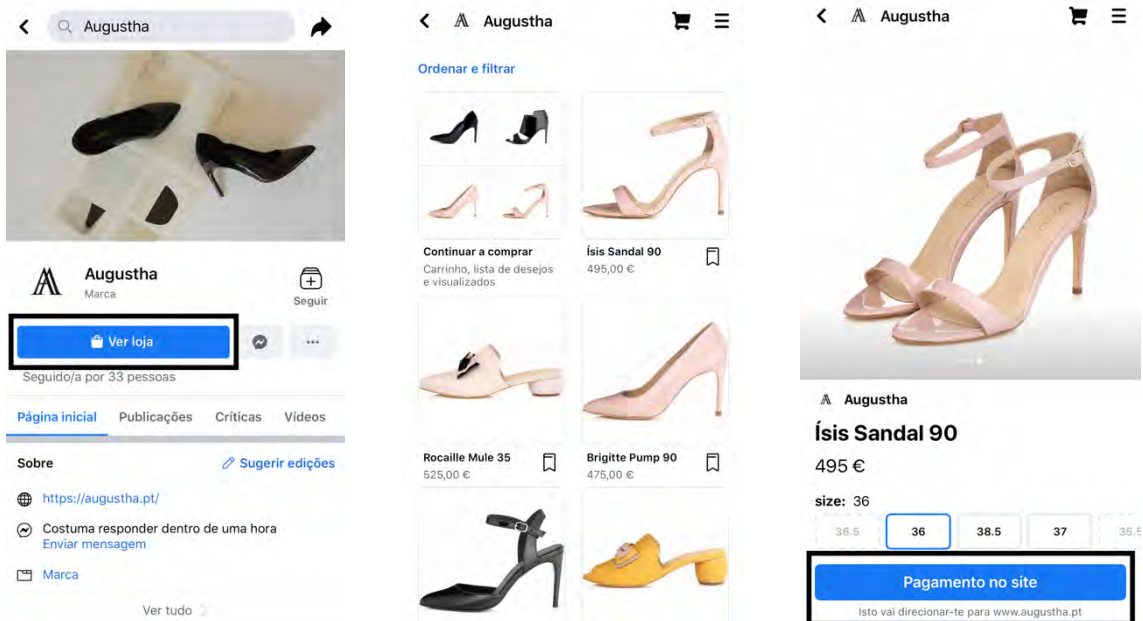 Augustha
Augustha
Marca
Seguir
Ver loja
Seguido/a por 33 pessoas
Página inicial Publicações Críticas Vídeos
Sobre
Sugerir edições
https://augustha.pt/
Costuma responder dentro de uma hora
Enviar mensagem
Marca
Ver tudo
Augustha
Ordenar e filtrar
Continuar a comprar
Carrinho, lista de desejos
e visualizados
Ísis Sandal 90
495,00 €
Rocaille Mule 35
525,00 €
Brigitte Pump 90
475,00 €
Augustha
Augustha
Ísis Sandal 90
495 €
size: 36
36.5 36 38.5 37 35.5
Pagamento no site
Isto vai direcionar-te para www.augustha.pt